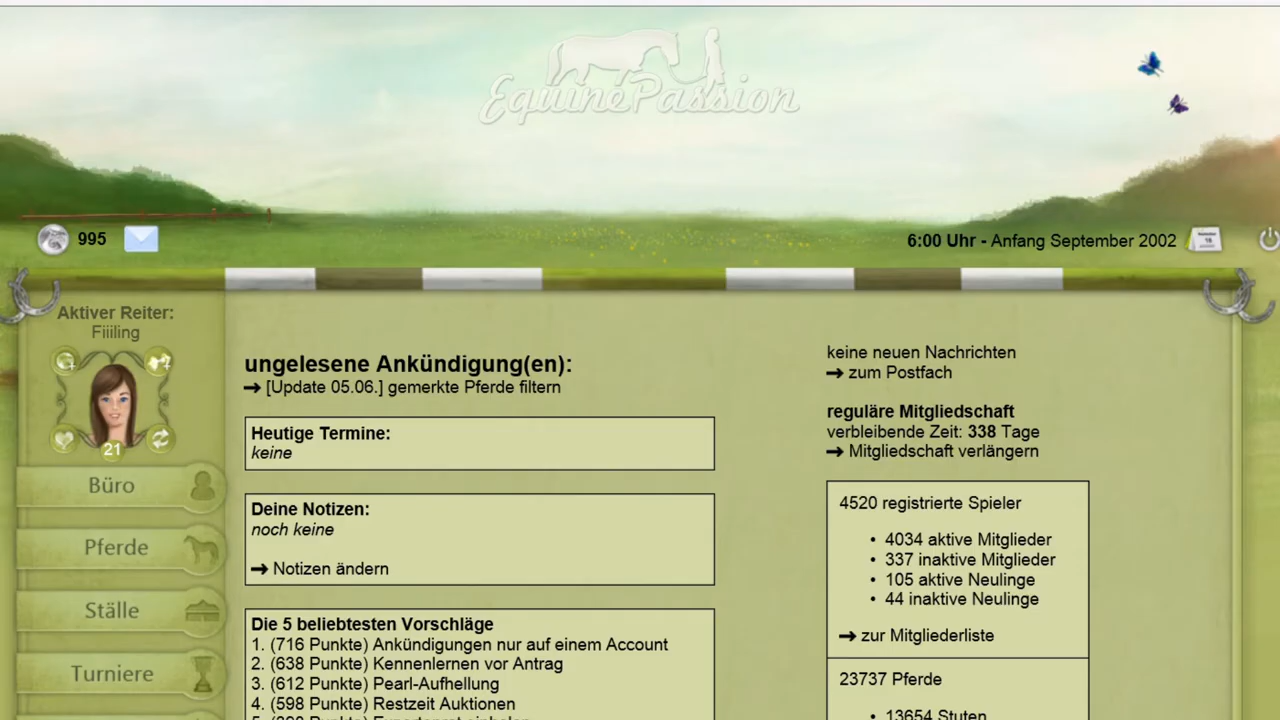 EquinePassion
995
6:00 Uhr - Anfang September 2002
Aktiver Reiter:
Fiiiling
21
Büro
Pferde
Ställe
Turniere
ungelesene Ankündigung(en):
[Update 05.06.] gemerkte Pferde filtern
Heutige Termine:
keine
Deine Notizen:
noch keine
Notizen ändern
Die 5 beliebtesten Vorschläge
1. (716 Punkte) Ankündigungen nur auf einem Account
2. (638 Punkte) Kennenlernen vor Antrag
3. (612 Punkte) Pearl-Aufhellung
4. (598 Punkte) Restzeit Auktionen
keine neuen Nachrichten
zum Postfach
reguläre Mitgliedschaft
verbleibende Zeit: 338 Tage
Mitgliedschaft verlängern
4520 registrierte Spieler
• 4034 aktive Mitglieder
• 337 inaktive Mitglieder
• 105 aktive Neulinge
• 44 inaktive Neulinge
zur Mitgliederliste
23737 Pferde
• 13654 Stuten